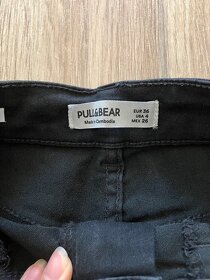 PULL&BEAR
Made in Cambodia
EUR 36
USA 4
MEX 26